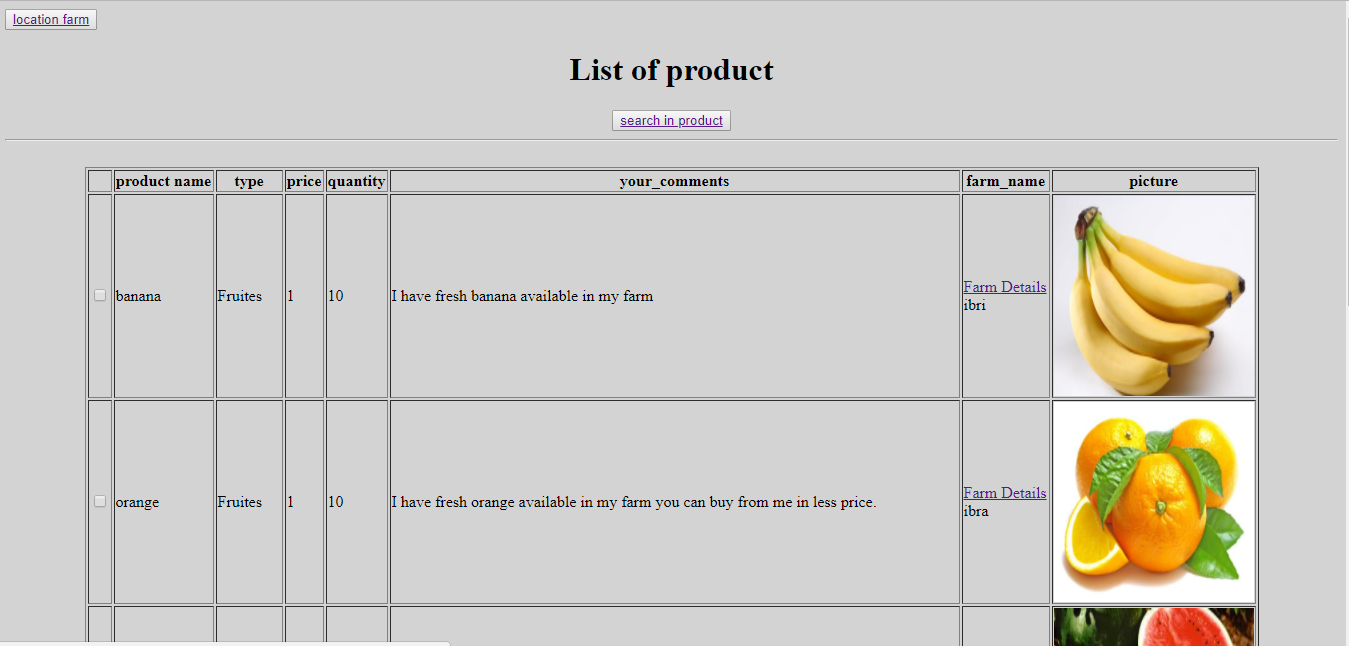 location farm
List of product
search in product
product name type price quantity your_comments farm_name picture
banana Fruites 1 10 I have fresh banana available in my farm Farm Details
ibri
orange Fruites 1 10 I have fresh orange available in my farm you can buy from me in less price. Farm Details
ibra